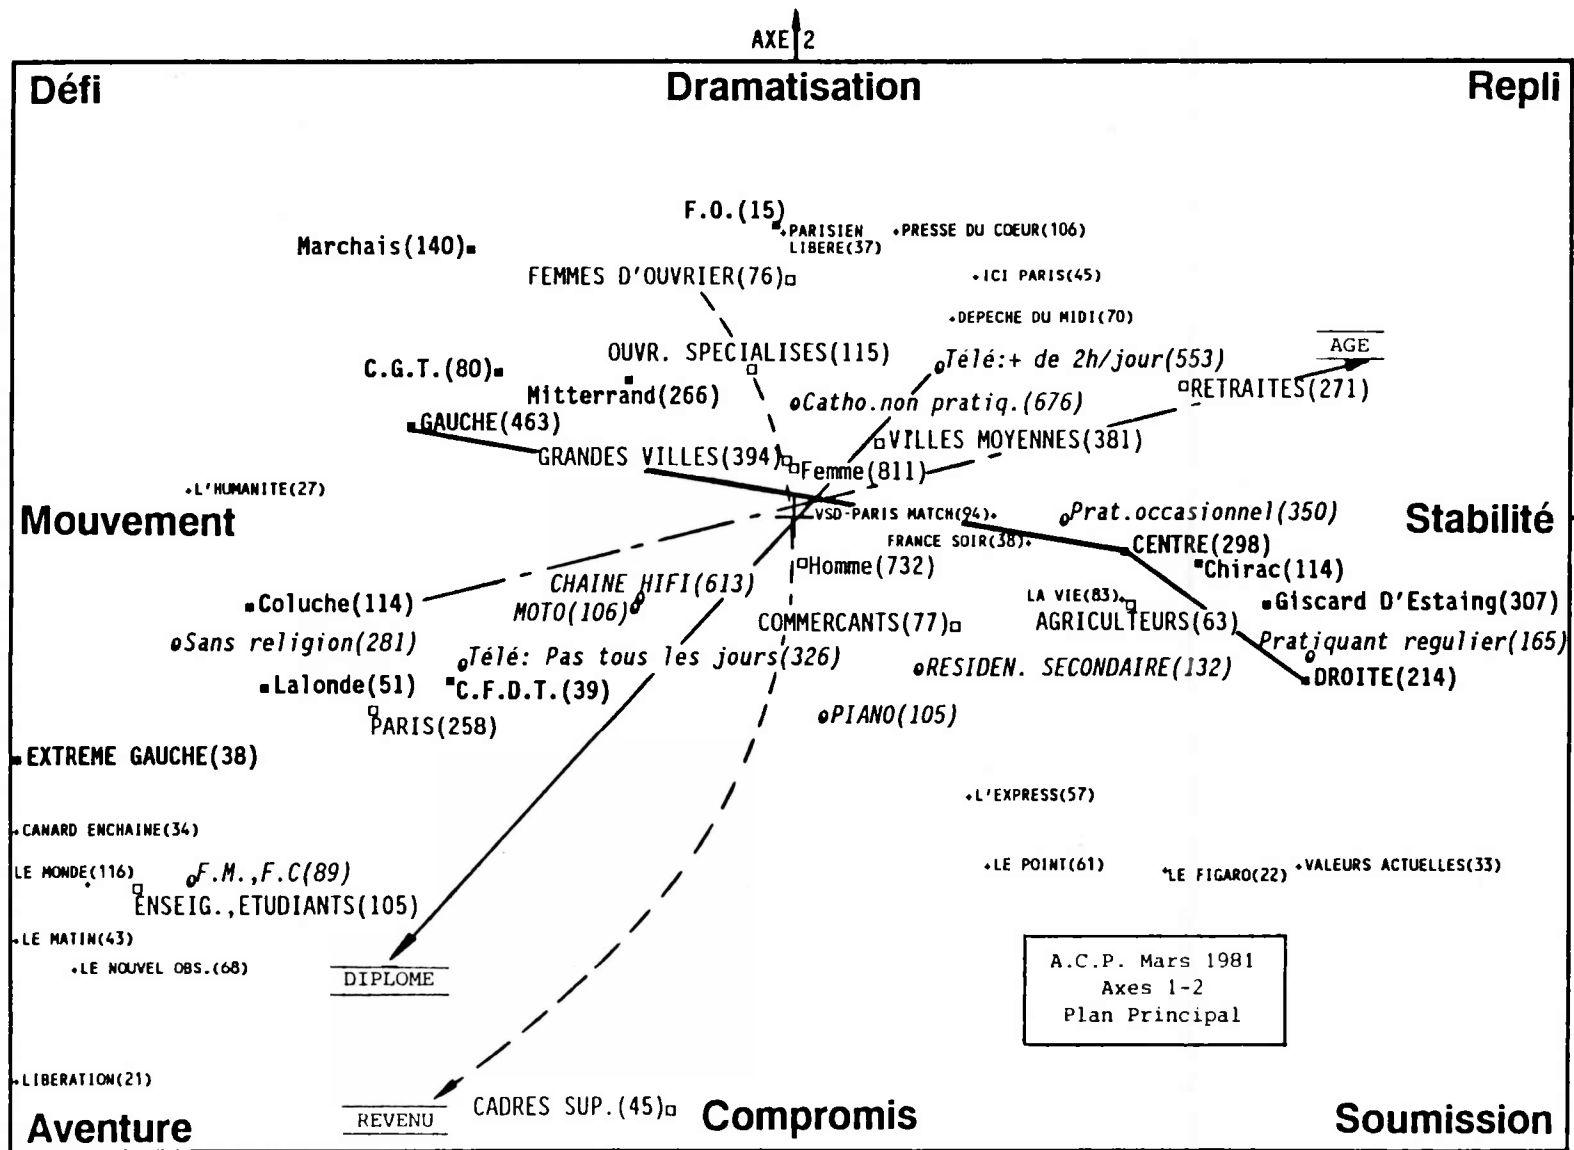 AXE 2
Défi Dramatisation Repli
F.O.(15)
PARISIEN
LIBERE(37)
PRESSE DU COEUR(106)
Marchais(140)
FEMMES D'OUVRIER(76)
ICI PARIS(45)
DEPECHE DU MIDI(70)
AGE
OUVR. SPECIALISES(115)
Télé:+ de 2h/jour(553)
C.G.T.(80)
Mitterrand(266)
RETRAITES(271)
Catho.non pratiq.(676)
GAUCHE(463)
VILLES MOYENNES(381)
GRANDES VILLES(394)
Femme(811)
L'HUMANITE(27)
Mouvement
VSD-PARIS MATCH(94)
Prat.occasionnel(350)
Stabilité
FRANCE SOIR(38)
CENTRE(298)
Homme(732)
Chirac(114)
CHAINE HIFI(613)
MOTO(106)
Coluche(114)
LA VIE(83)
Giscard D'Estaing(307)
COMMERCANTS(77)
AGRICULTEURS(63)
Sans religion(281)
Pratiquant regulier(165)
Télé: Pas tous les jours(326)
RESIDEN. SECONDAIRE(132)
Lalonde(51)
C.F.D.T.(39)
DROITE(214)
PARIS(258)
PIANO(105)
EXTREME GAUCHE(38)
L'EXPRESS(57)
CANARD ENCHAINE(34)
LE MONDE(116)
F.M.,F.C(89)
LE POINT(61)
LE FIGARO(22)
VALEURS ACTUELLES(33)
ENSEIG.,ETUDIANTS(105)
LE MATIN(43)
LE NOUVEL OBS.(68)
DIPLOME
A.C.P. Mars 1981
Axes 1-2
Plan Principal
LIBERATION(21)
REVENU
CADRES SUP.(45)
Aventure Compromis Soumission